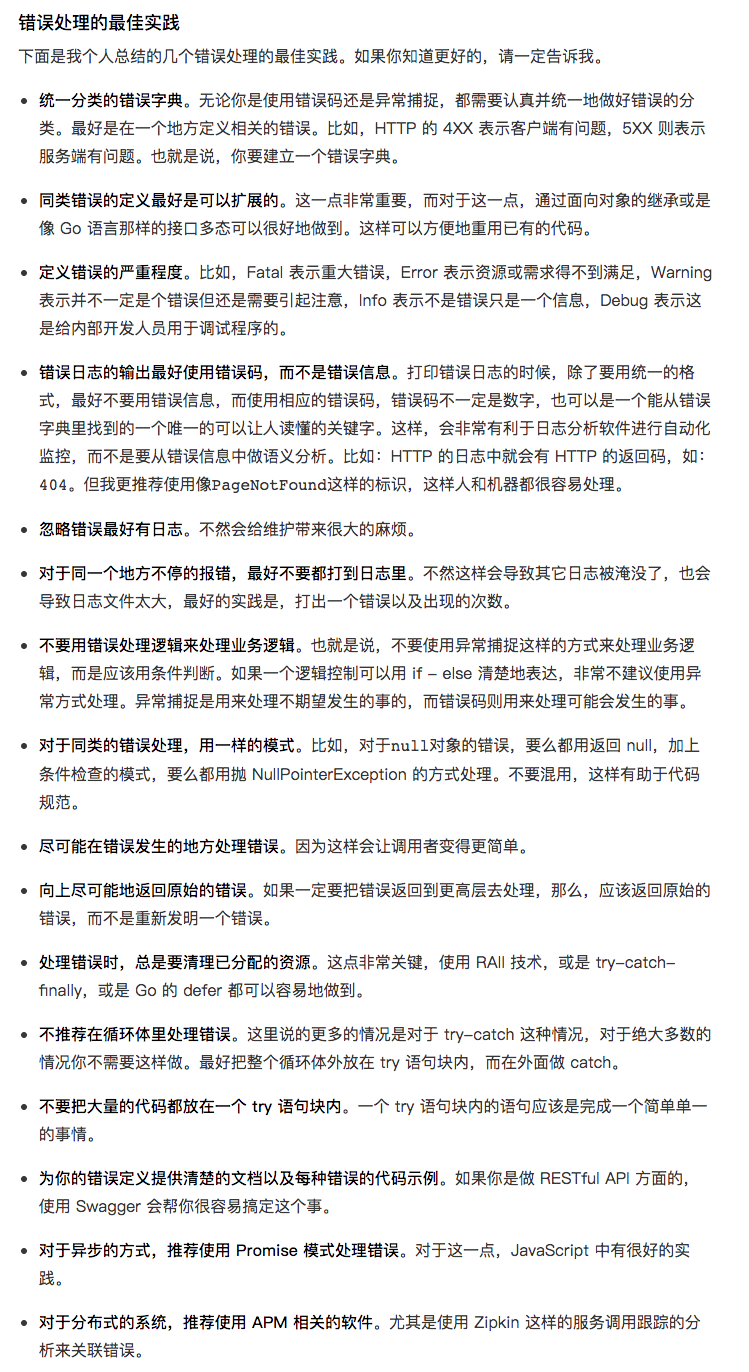 错误处理的最佳实践
下面是我个人总结的几个错误处理的最佳实践。如果你知道更好的，请一定告诉我。
• 统一分类的错误字典。无论你是使用错误码还是异常捕捉，都需要认真并统一地做好错误的分
类。最好是在一个地方定义相关的错误。比如，HTTP 的 4XX 表示客户端有问题，5XX 则表示
服务端有问题。也就是说，你要建立一个错误字典。
• 同类错误的定义最好是可以扩展的。这一点非常重要，而对于这一点，通过面向对象的继承或是
像 Go 语言那样的接口多态可以很好地做到。这样可以方便地重用已有的代码。
• 定义错误的严重程度。比如，Fatal 表示重大错误，Error 表示资源或需求得不到满足，Warning
表示并不一定是个错误但还是需要引起注意，Info 表示不是错误只是一个信息，Debug 表示这
是给内部开发人员用于调试程序的。
• 错误日志的输出最好使用错误码，而不是错误信息。打印错误日志的时候，除了要用统一的格
式，最好不要用错误信息，而使用相应的错误码，错误码不一定是数字，也可以是一个能从错误
字典里找到的一个唯一的可以让人读懂的关键字。这样，会非常有利于日志分析软件进行自动化
监控，而不是要从错误信息中做语义分析。比如：HTTP 的日志中就会有 HTTP 的返回码，如：
404。但我更推荐使用像PageNotFound这样的标识，这样人和机器都很容易处理。
• 忽略错误最好有日志。不然会给维护带来很大的麻烦。
• 对于同一个地方不停的报错，最好不要都打到日志里。不然这样会导致其它日志被淹没了，也会
导致日志文件太大，最好的实践是，打出一个错误以及出现的次数。
• 不要用错误处理逻辑来处理业务逻辑。也就是说，不要使用异常捕捉这样的方式来处理业务逻
辑，而是应该用条件判断。如果一个逻辑控制可以用 if - else 清楚地表达，非常不建议使用异
常方式处理。异常捕捉是用来处理不期望发生的事的，而错误码则用来处理可能会发生的事。
• 对于同类的错误处理，用一样的模式。比如，对于null对象的错误，要么都用返回 null，加上
条件检查的模式，要么都用抛 NullPointerException 的方式处理。不要混用，这样有助于代码
规范。
• 尽可能在错误发生的地方处理错误。因为这样会让调用者变得更简单。
• 向上尽可能地返回原始的错误。如果一定要把错误返回到更高层去处理，那么，应该返回原始的
错误，而不是重新发明一个错误。
• 处理错误时，总是要清理已分配的资源。这点非常关键，使用 RAII 技术，或是 try-catch-
finally，或是 Go 的 defer 都可以容易地做到。
• 不推荐在循环体里处理错误。这里说的更多的情况是对于 try-catch 这种情况，对于绝大多数的
情况你不需要这样做。最好把整个循环体外放在 try 语句块内，而在外面做 catch。
• 不要把大量的代码都放在一个 try 语句块内。一个 try 语句块内的语句应该是完成一个简单单一
的事情。
• 为你的错误定义提供清楚的文档以及每种错误的代码示例。如果你是做 RESTful API 方面的，
使用 Swagger 会帮你很容易搞定这个事。
• 对于异步的方式，推荐使用 Promise 模式处理错误。对于这一点，JavaScript 中有很好的实
践。
• 对于分布式的系统，推荐使用 APM 相关的软件。尤其是使用 Zipkin 这样的服务调用跟踪的分
析来关联错误。